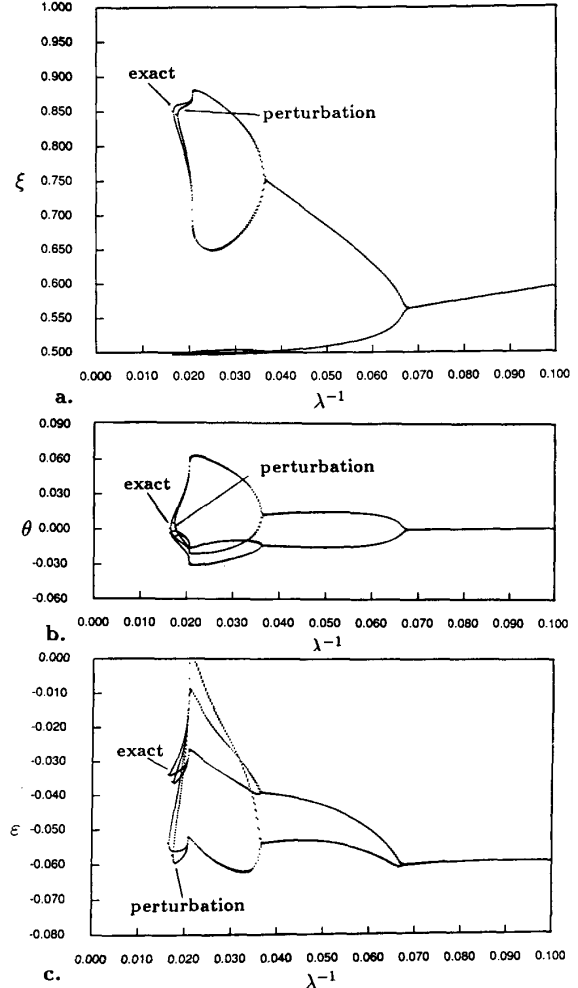 1.000
0.950
0.900
exact
0.850
perturbation
0.800
ξ
0.750
0.700
0.650
0.600
0.550
0.500
0.000 0.010 0.020 0.030 0.040 0.050 0.060 0.070 0.080 0.090 0.100
a.
λ⁻¹
0.090
0.060
perturbation
exact
0.030
θ
0.000
-0.030
-0.060
0.000 0.010 0.020 0.030 0.040 0.050 0.060 0.070 0.080 0.090 0.100
b.
λ⁻¹
0.000
-0.010
-0.020
exact
-0.030
-0.040
ε
-0.050
-0.060
-0.070
perturbation
-0.080
0.000 0.010 0.020 0.030 0.040 0.050 0.060 0.070 0.080 0.090 0.100
c.
λ⁻¹